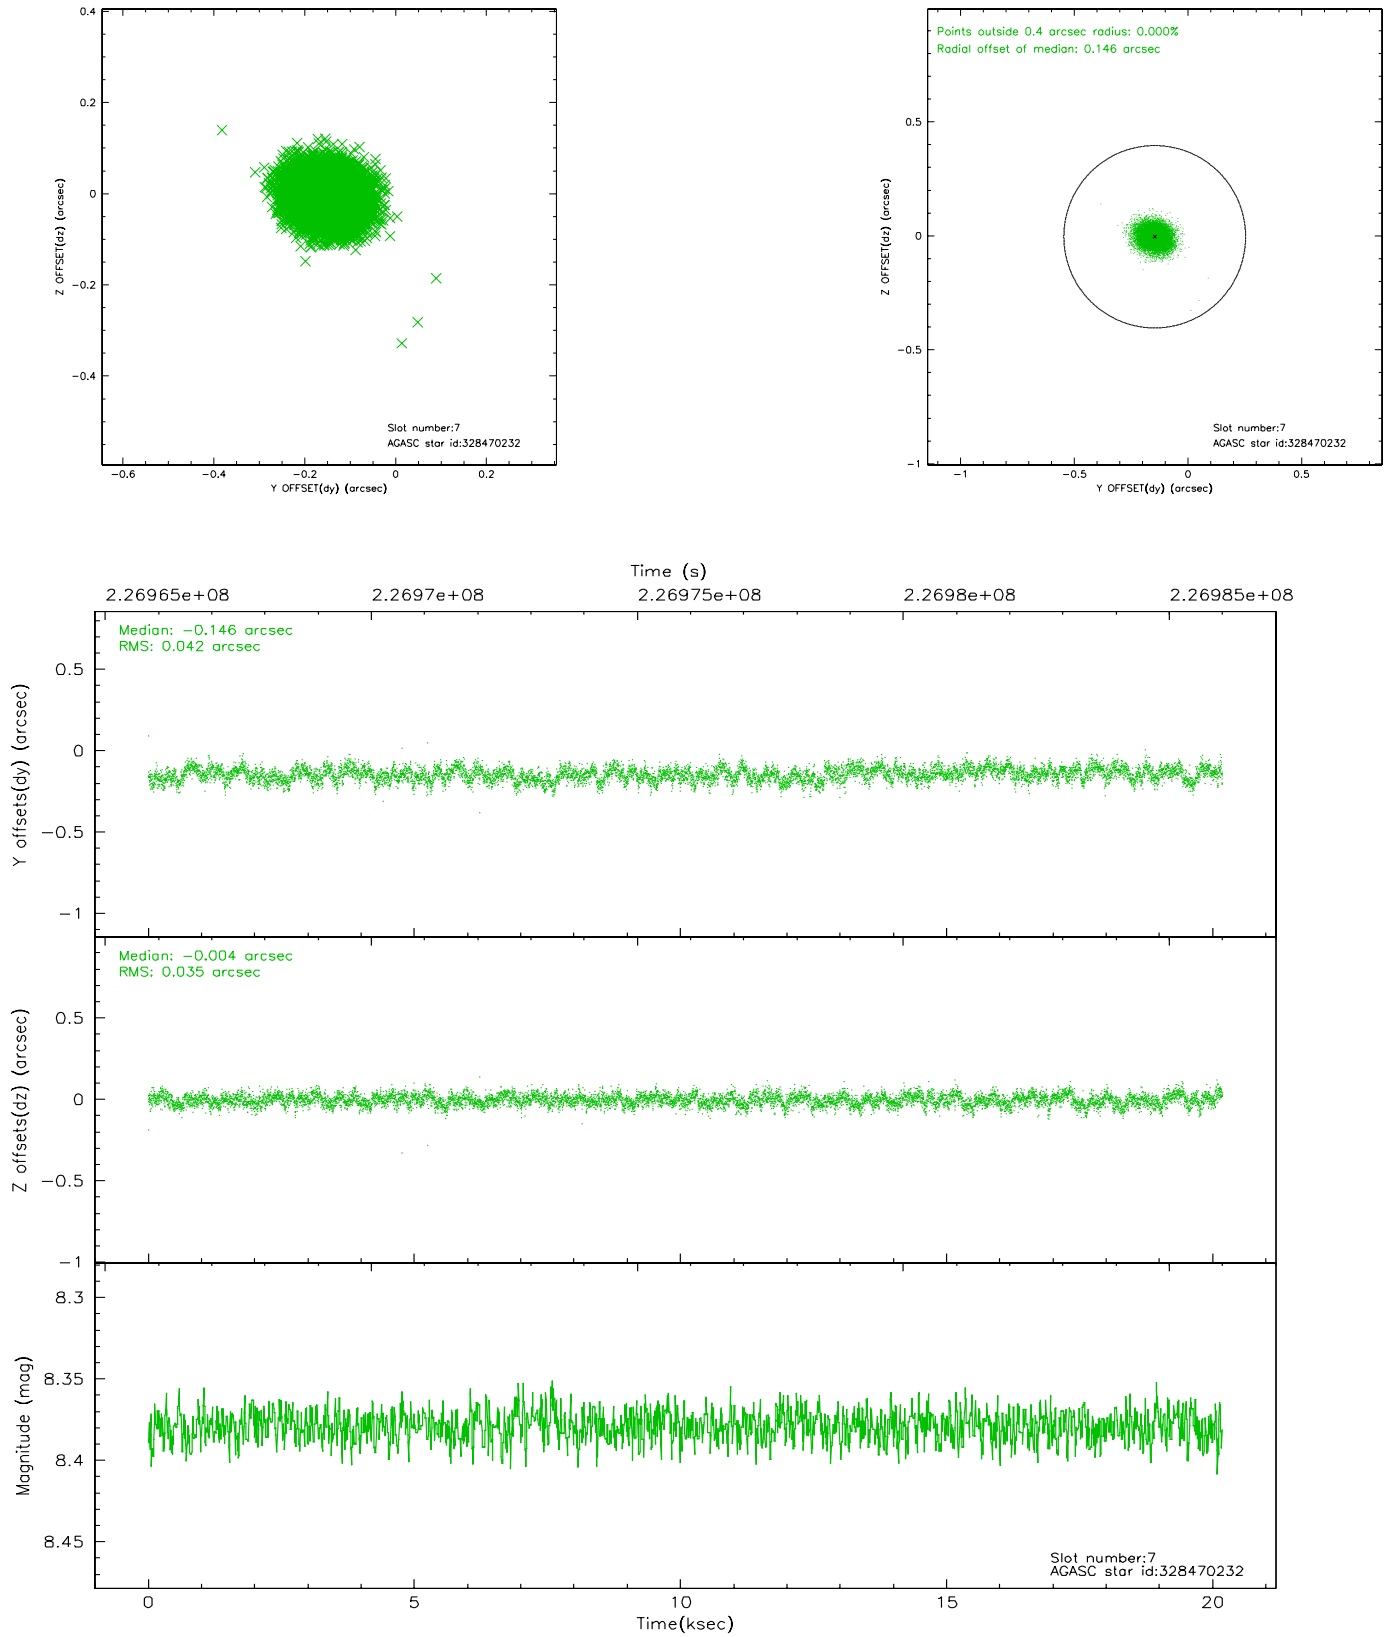 0.4
0.2
0
-0.2
-0.4
Z OFFSET(dz) (arcsec)
-0.6
-0.4
-0.2
0
0.2
Y OFFSET(dy) (arcsec)
Slot number:7
AGASC star id:328470232
Points outside 0.4 arcsec radius: 0.000%
Radial offset of median: 0.146 arcsec
0.5
0
-0.5
-1
Z OFFSET(dz) (arcsec)
-1
-0.5
0
0.5
Y OFFSET(dy) (arcsec)
Slot number:7
AGASC star id:328470232
Time (s)
2.26965e+08
2.2697e+08
2.26975e+08
2.2698e+08
2.26985e+08
Median: -0.146 arcsec
RMS: 0.042 arcsec
0.5
0
-0.5
-1
Y offsets(dy) (arcsec)
Median: -0.004 arcsec
RMS: 0.035 arcsec
0.5
0
-0.5
-1
Z offsets(dz) (arcsec)
8.3
8.35
8.4
8.45
Magnitude (mag)
Slot number:7
AGASC star id:328470232
0
5
10
15
20
Time(ksec)